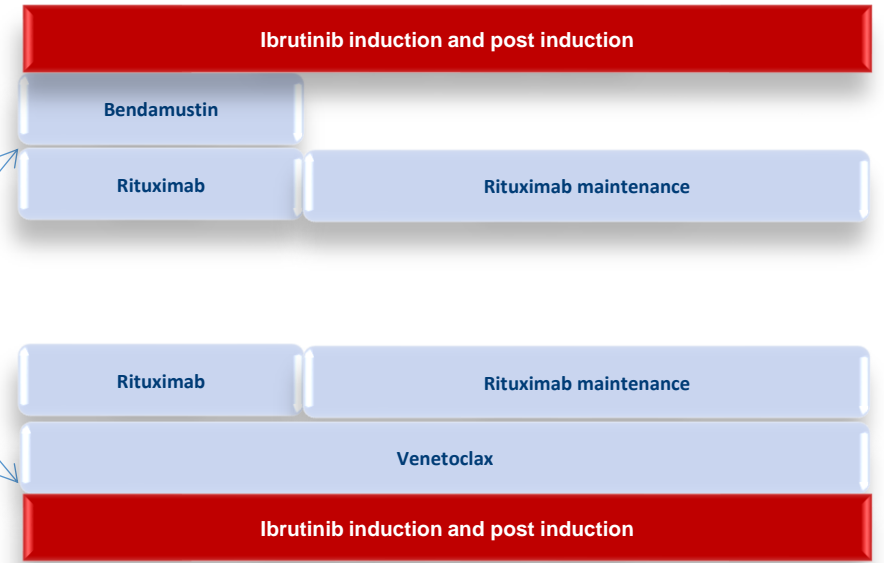 Ibrutinib induction and post induction
Bendamustin
Rituximab
Rituximab maintenance
Rituximab
Rituximab maintenance
Venetoclax
Ibrutinib induction and post induction